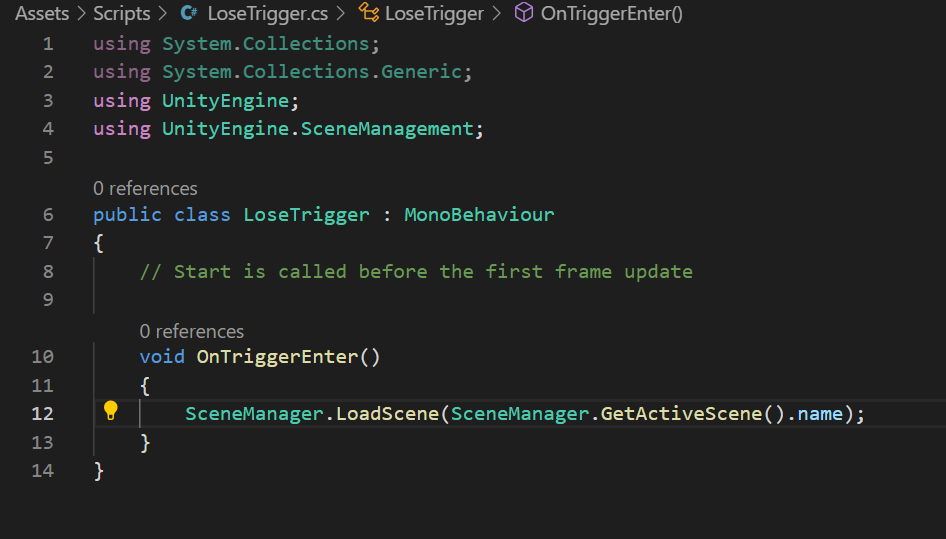 Assets > Scripts > C# LoseTrigger.cs > LoseTrigger > OnTriggerEnter()
1 using System.Collections;
2 using System.Collections.Generic;
3 using UnityEngine;
4 using UnityEngine.SceneManagement;
5
0 references
6 public class LoseTrigger : MonoBehaviour
7 {
8 // Start is called before the first frame update
9
0 references
10 void OnTriggerEnter()
11 {
12 SceneManager.LoadScene(SceneManager.GetActiveScene().name);
13 }
14 }